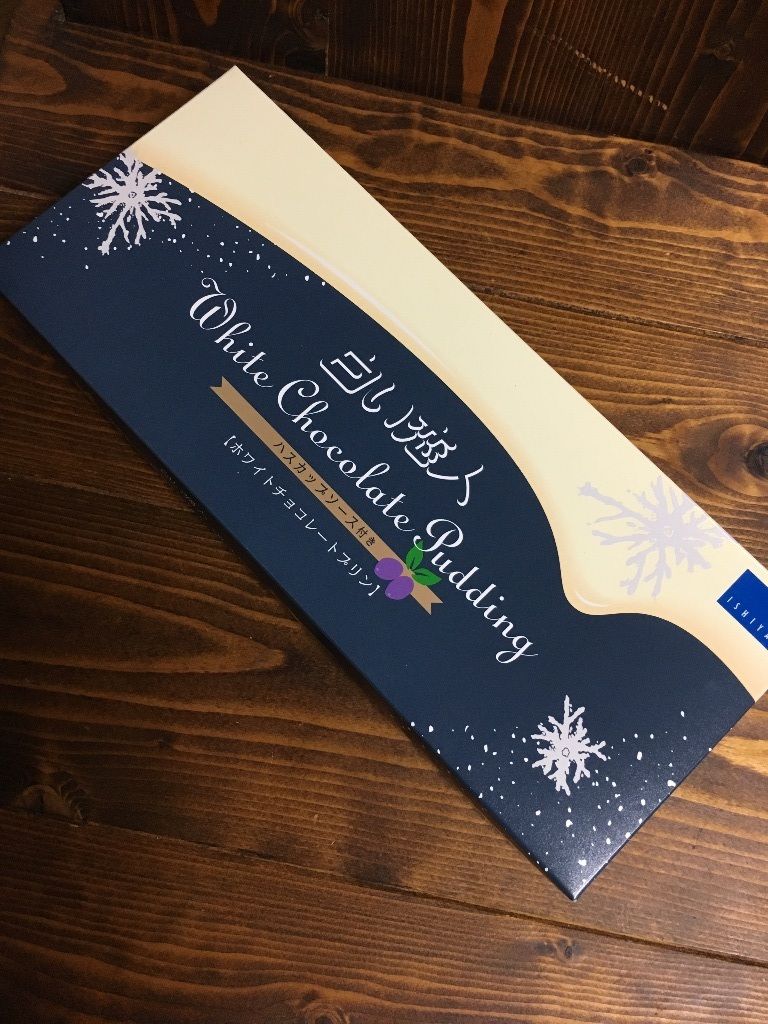 白い恋人
White Chocolate Pudding
ハスカップソース付き
【ホワイトチョコレートプリン】